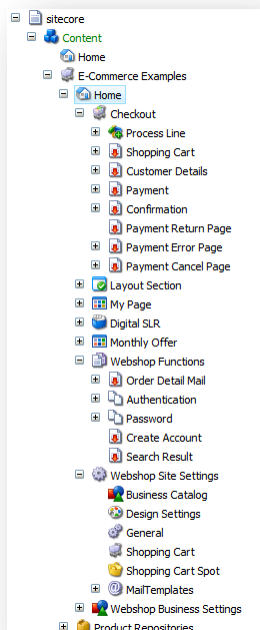 sitecore
Content
Home
E-Commerce Examples
Home
Checkout
Process Line
Shopping Cart
Customer Details
Payment
Confirmation
Payment Return Page
Payment Error Page
Payment Cancel Page
Layout Section
My Page
Digital SLR
Monthly Offer
Webshop Functions
Order Detail Mail
Authentication
Password
Create Account
Search Result
Webshop Site Settings
Business Catalog
Design Settings
General
Shopping Cart
Shopping Cart Spot
MailTemplates
Webshop Business Settings
Product Repositories